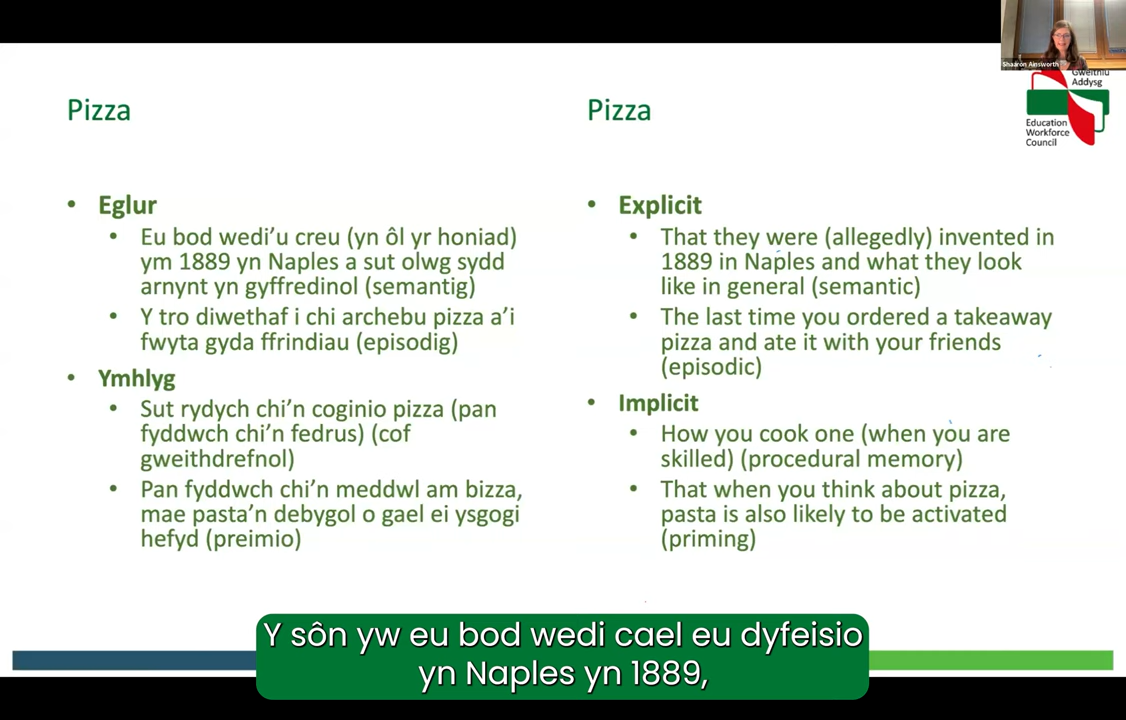 Shaaron Ainsworth
Gweithlu
Addysg
Education
Workforce
Council
Pizza
Eglur
Eu bod wedi’u creu (yn ôl yr honiad)
ym 1889 yn Naples a sut olwg sydd
arnynt yn gyffredinol (semantig)
Y tro diwethaf i chi archebu pizza a’i
fwyta gyda ffrindiau (episodig)
Ymhlyg
Sut rydych chi’n coginio pizza (pan
fyddwch chi’n fedrus) (cof
gweithdrefnol)
Pan fyddwch chi’n meddwl am bizza,
mae pasta’n debygol o gael ei ysgogi
hefyd (preimio)
Pizza
Explicit
That they were (allegedly) invented in
1889 in Naples and what they look
like in general (semantic)
The last time you ordered a takeaway
pizza and ate it with your friends
(episodic)
Implicit
How you cook one (when you are
skilled) (procedural memory)
That when you think about pizza,
pasta is also likely to be activated
(priming)
Y sôn yw eu bod wedi cael eu dyfeisio
yn Naples yn 1889,